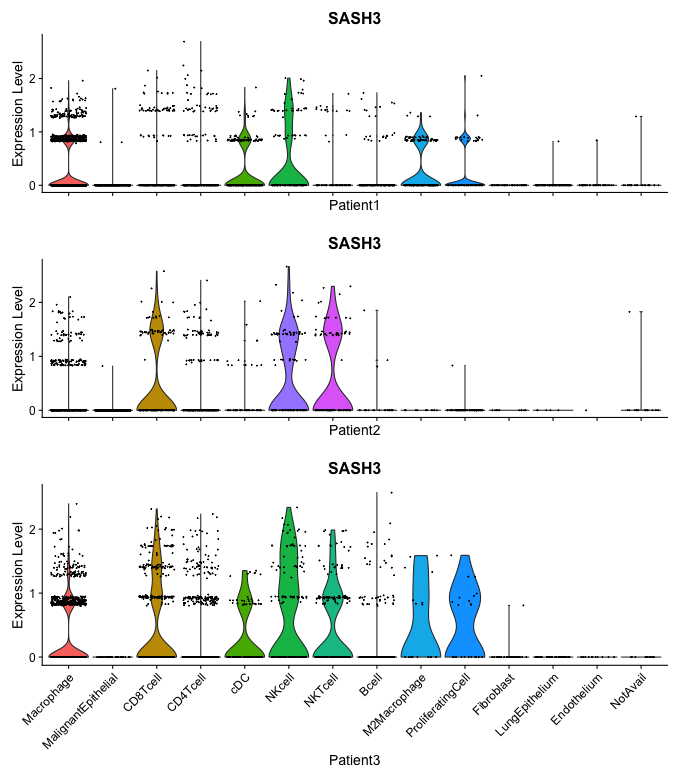 SASH3
Expression Level
2
1
0
Patient1
SASH3
Expression Level
2
1
0
Patient2
SASH3
Expression Level
2
1
0
Macrophage
MalignantEpithelial
CD8Tcell
CD4Tcell
cDC
NKcell
NKTcell
Bcell
M2Macrophage
ProliferatingCell
Fibroblast
LungEpithelium
Endothelium
NotAvail
Patient3